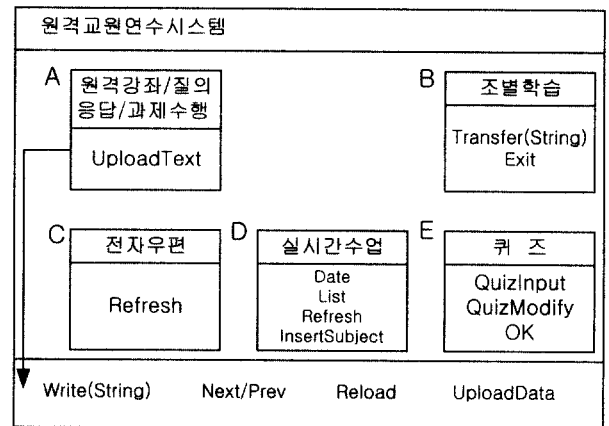 원격교원연수시스템
A
원격강좌/질의
응답/과제수행
UploadText
B
조별학습
Transfer(String)
Exit
C
전자우편
Refresh
D
실시간수업
Date
List
Refresh
InsertSubject
E
퀴 즈
QuizInput
QuizModify
OK
Write(String) Next/Prev Reload UploadData